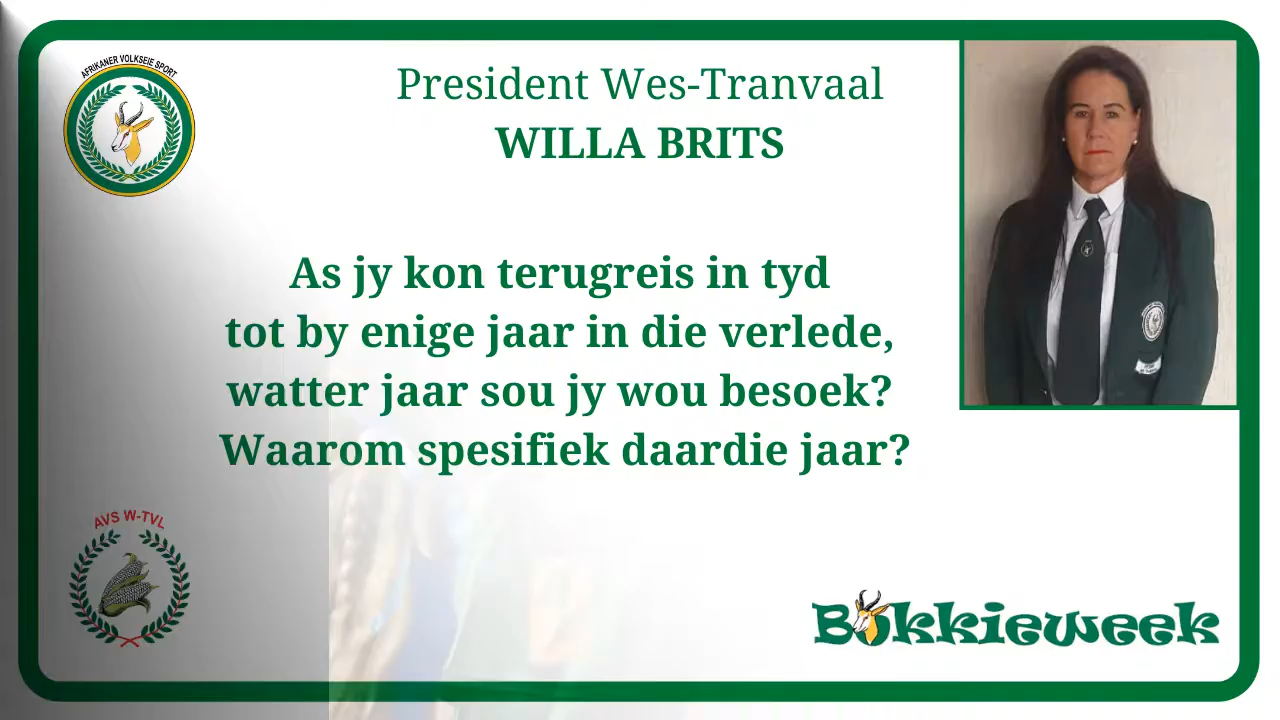 AFRIKANER VOLKSEIE SPORT
President Wes-Tranvaal
WILLA BRITS
As jy kon terugreis in tyd
tot by enige jaar in die verlede,
watter jaar sou jy wou besoek?
Waarom spesifiek daardie jaar?
AVS W-TVL
Bokkieweek